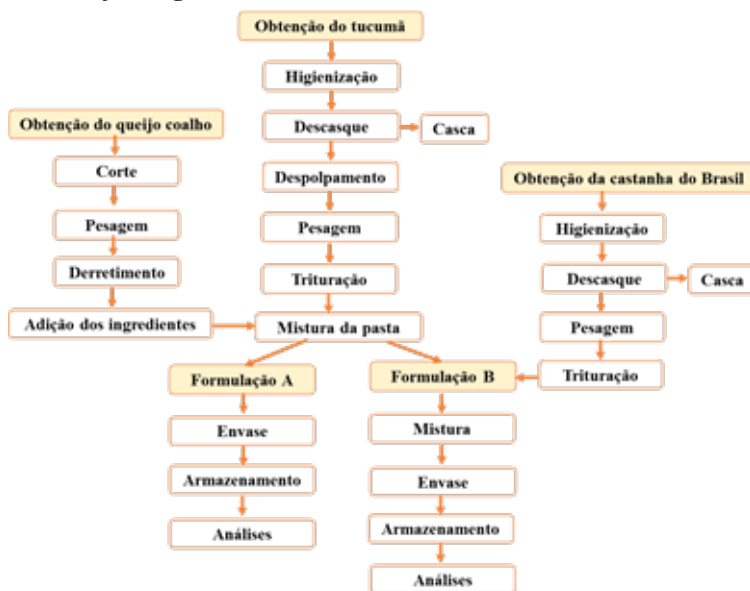 Obtenção do tucumã
Higienização
Descasque
Casca
Despolpamento
Pesagem
Trituração
Obtenção do queijo coalho
Corte
Pesagem
Derretimento
Adição dos ingredientes
Mistura da pasta
Obtenção da castanha do Brasil
Higienização
Descasque
Casca
Pesagem
Trituração
Formulação A
Envase
Armazenamento
Análises
Formulação B
Mistura
Envase
Armazenamento
Análises